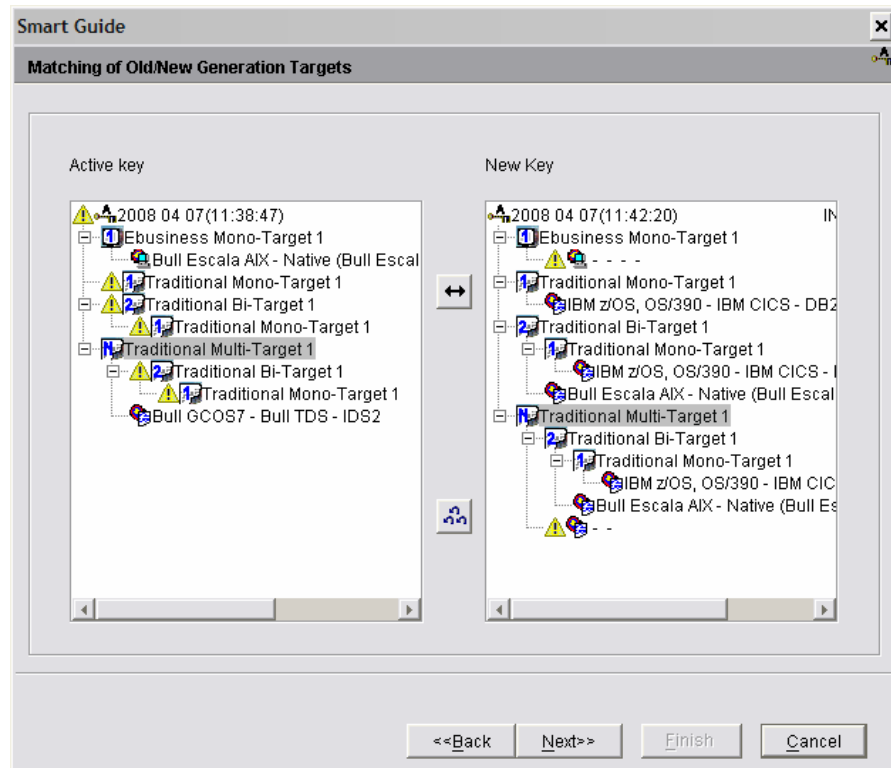 Smart Guide
Matching of Old/New Generation Targets
Active key
2008 04 07(11:38:47)
Ebusiness Mono-Target 1
Bull Escala AIX - Native (Bull Escal
Traditional Mono-Target 1
Traditional Bi-Target 1
Traditional Mono-Target 1
Traditional Multi-Target 1
Traditional Bi-Target 1
Traditional Mono-Target 1
Bull GCOS7 - Bull TDS - IDS2
New Key
2008 04 07(11:42:20) IN
Ebusiness Mono-Target 1
- - - -
Traditional Mono-Target 1
IBM z/OS, OS/390 - IBM CICS - DB2
Traditional Bi-Target 1
Traditional Mono-Target 1
IBM z/OS, OS/390 - IBM CICS -
Bull Escala AIX - Native (Bull Escal
Traditional Multi-Target 1
Traditional Bi-Target 1
Traditional Mono-Target 1
IBM z/OS, OS/390 - IBM CIC
Bull Escala AIX - Native (Bull Es
- -
<<Back Next>> Finish Cancel